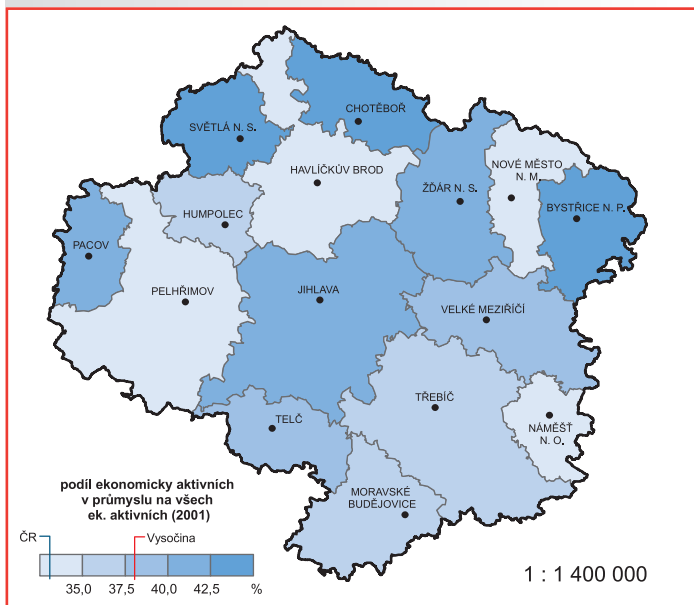 CHOTĚBOŘ
SVĚTLÁ N. S.
HAVLÍČKŮV BROD
NOVÉ MĚSTO
N. M.
ŽĎÁR N. S.
BYSTŘICE N. P.
HUMPOLEC
PACOV
PELHŘIMOV
JIHLAVA
VELKÉ MEZIŘÍČÍ
TŘEBÍČ
TELČ
NÁMĚŠŤ
N. O.
MORAVSKÉ
BUDĚJOVICE
podíl ekonomicky aktivních
v průmyslu na všech
ek. aktivních (2001)
ČR
Vysočina
35,0 37,5 40,0 42,5 %
1 : 1 400 000